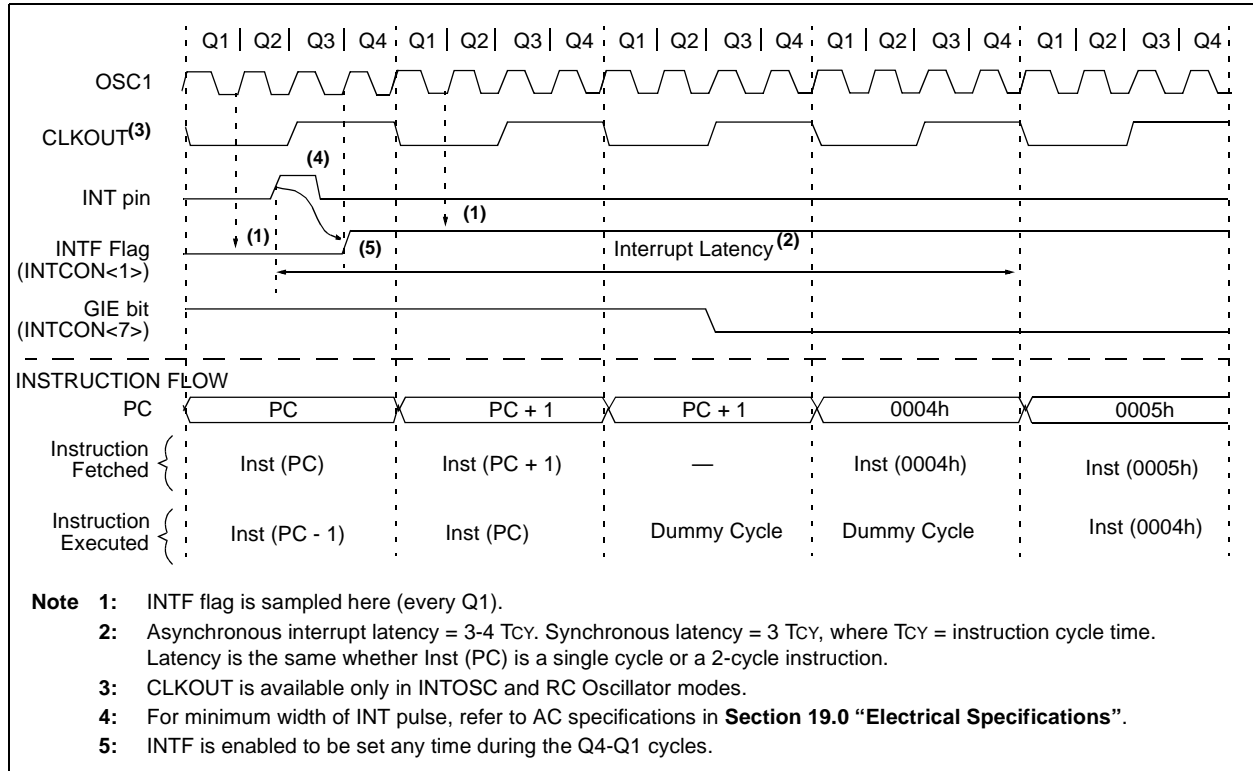 Q1 | Q2 | Q3 | Q4 Q1 | Q2 | Q3 | Q4 Q1 | Q2 | Q3 | Q4 Q1 | Q2 | Q3 | Q4 Q1 | Q2 | Q3 | Q4
OSC1
CLKOUT(3)
(4)
INT pin
(1)
(1)
INTF Flag
(INTCON<1>)
(5)
Interrupt Latency(2)
GIE bit
(INTCON<7>)
INSTRUCTION FLOW
PC PC PC + 1 PC + 1 0004h 0005h
Instruction
Fetched
Inst (PC) Inst (PC + 1) — Inst (0004h) Inst (0005h)
Instruction
Executed
Inst (PC - 1) Inst (PC) Dummy Cycle Dummy Cycle Inst (0004h)
Note 1: INTF flag is sampled here (every Q1).
2: Asynchronous interrupt latency = 3-4 TCY. Synchronous latency = 3 TCY, where TCY = instruction cycle time.
Latency is the same whether Inst (PC) is a single cycle or a 2-cycle instruction.
3: CLKOUT is available only in INTOSC and RC Oscillator modes.
4: For minimum width of INT pulse, refer to AC specifications in Section 19.0 “Electrical Specifications”.
5: INTF is enabled to be set any time during the Q4-Q1 cycles.